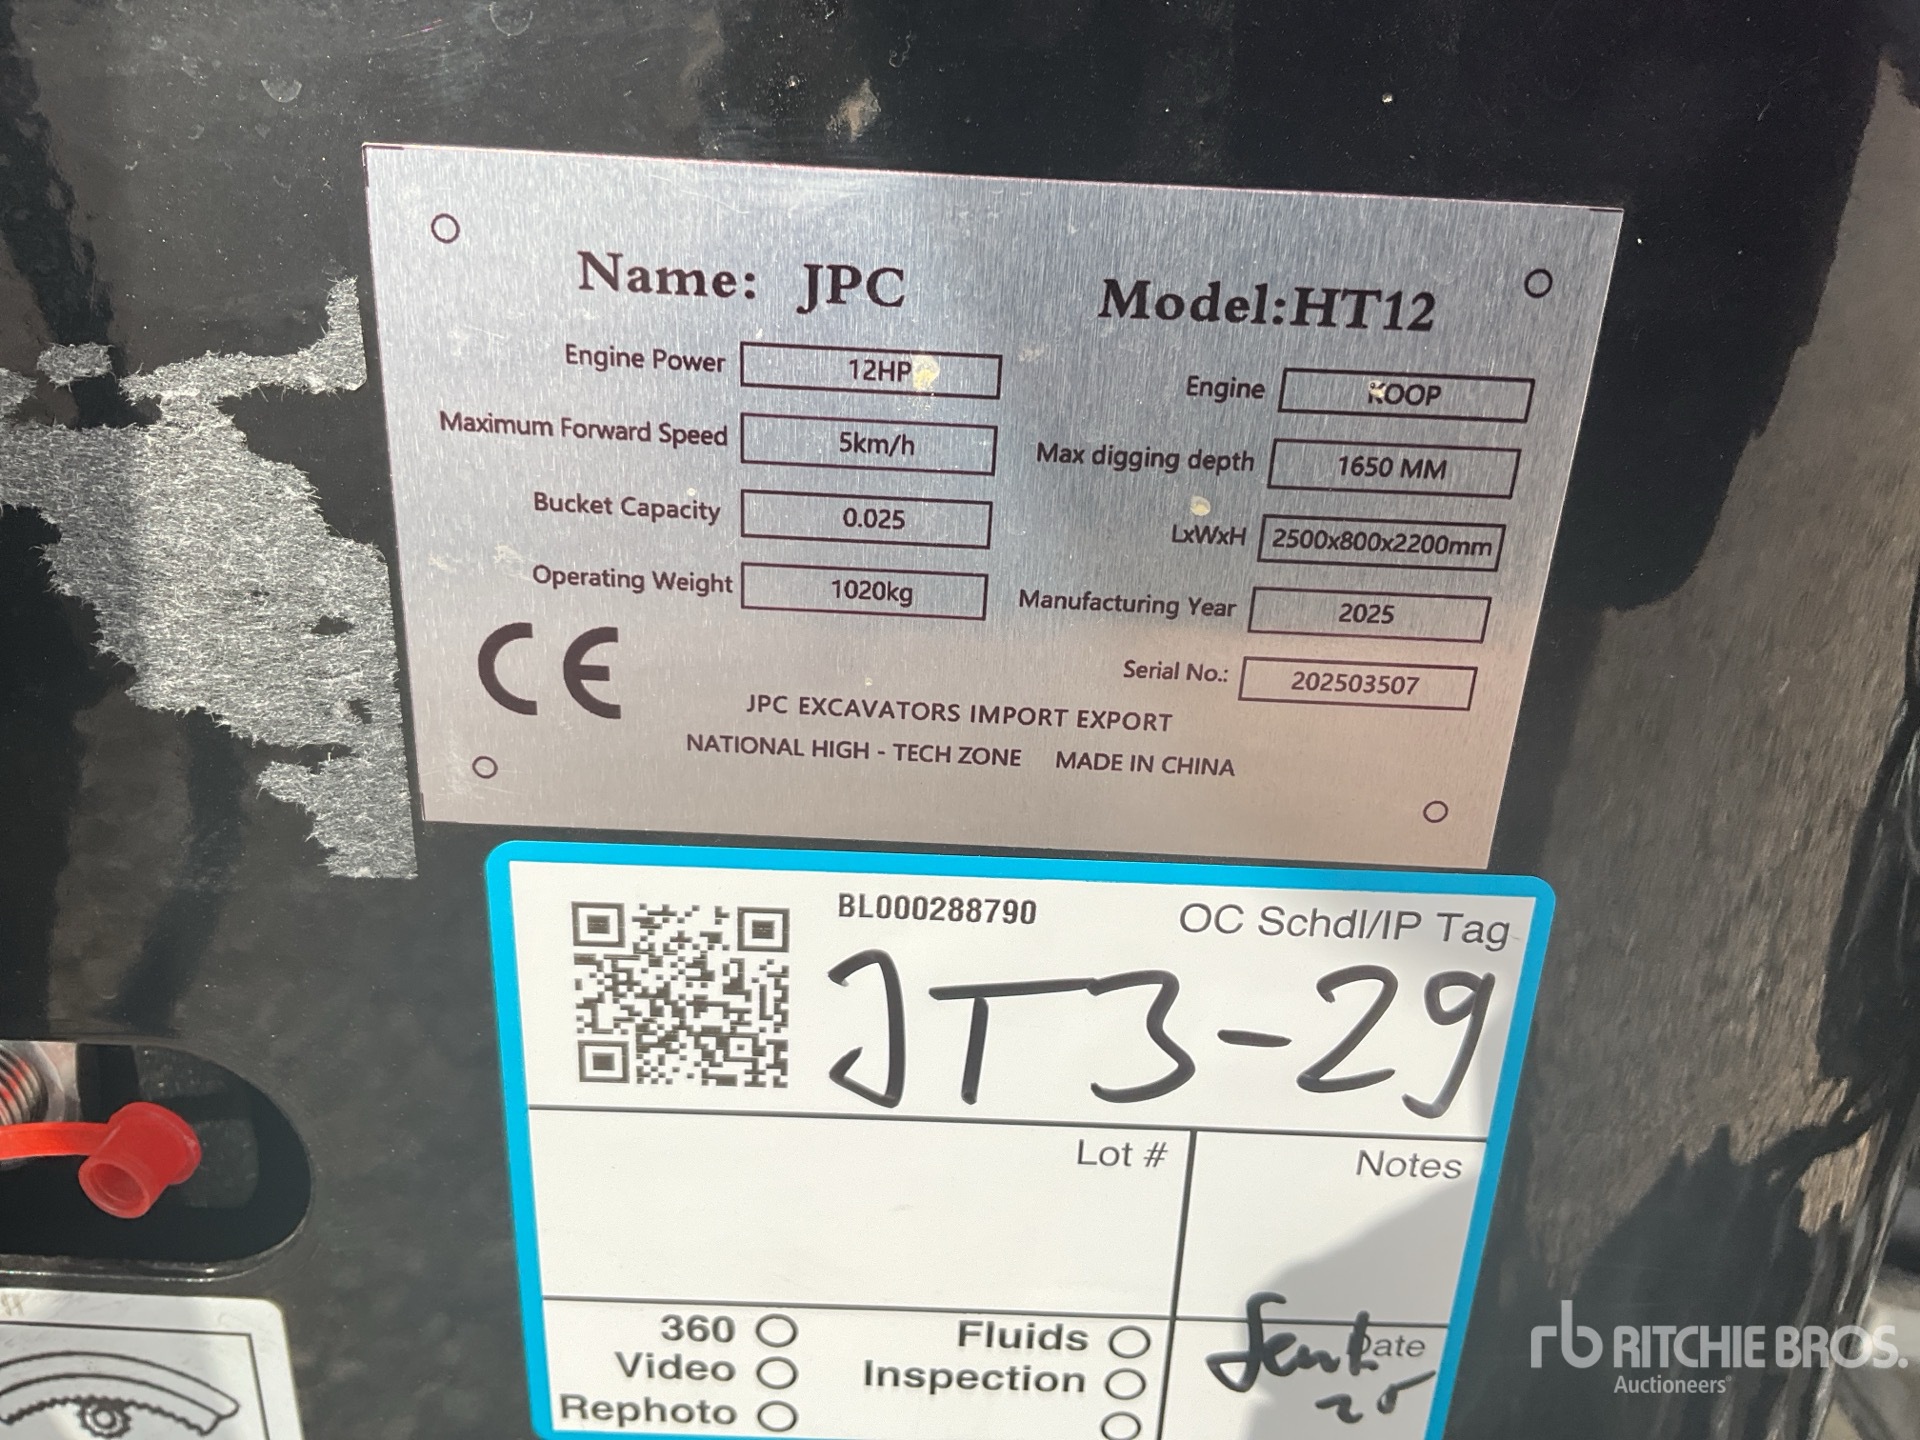 Name: JPC
Model:HT12
Engine Power 12HP
Engine KOOP
Maximum Forward Speed 5km/h
Max digging depth 1650 MM
Bucket Capacity 0.025
LxWxH 2500x800x2200mm
Operating Weight 1020kg
Manufacturing Year 2025
Serial No.: 202503507
CE
JPC EXCAVATORS IMPORT EXPORT
NATIONAL HIGH - TECH ZONE MADE IN CHINA
BL000288790
OC Schdl/IP Tag
JT3-29
Lot #
Notes
360
Fluids
Date
Video
Inspection
Rephoto
rb RITCHIE BROS.
Auctioneers